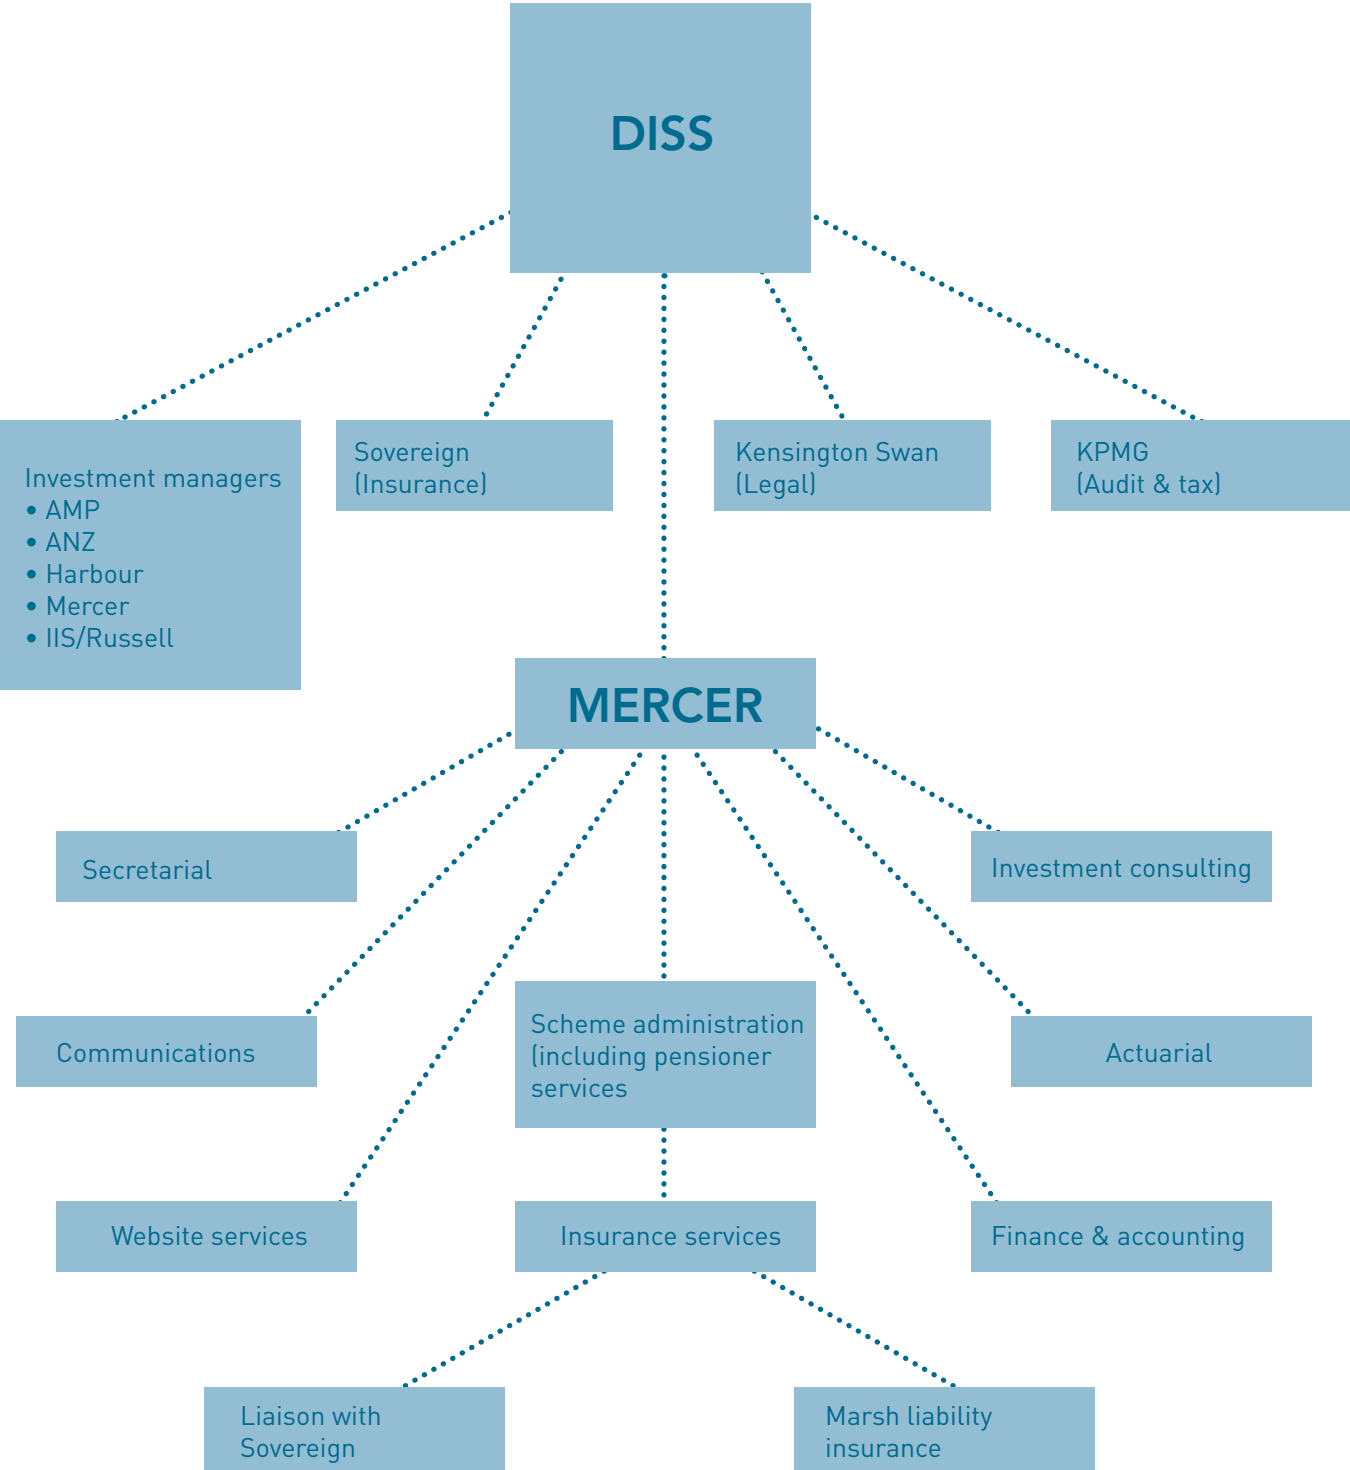 DISS
Investment managers
• AMP
• ANZ
• Harbour
• Mercer
• IIS/Russell
Sovereign
(Insurance)
Kensington Swan
(Legal)
KPMG
(Audit & tax)
MERCER
Secretarial
Investment consulting
Communications
Scheme administration
(including pensioner
services
Actuarial
Website services
Insurance services
Finance & accounting
Liaison with
Sovereign
Marsh liability
insurance